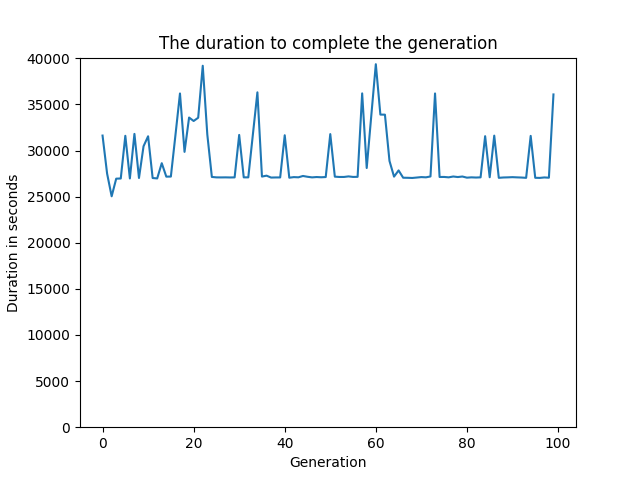 The duration to complete the generation
40000
35000
30000
25000
20000
15000
10000
5000
0
Duration in seconds
0 20 40 60 80 100
Generation